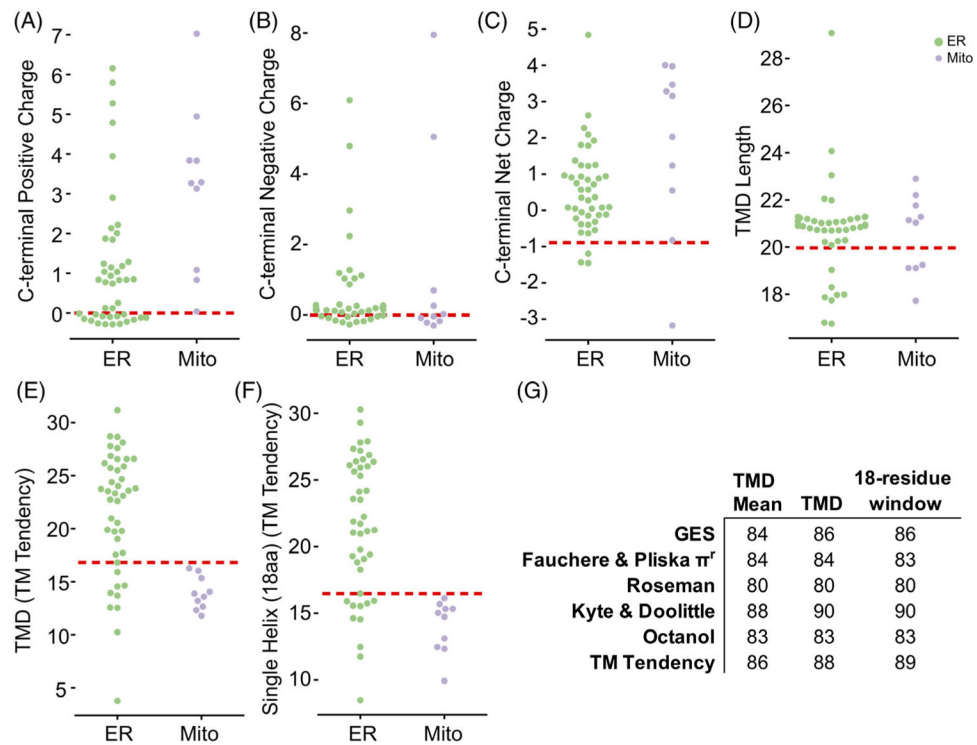 (A)
C-terminal Positive Charge
7
6
5
4
3
2
1
0
ER Mito
(B)
C-terminal Negative Charge
8
6
4
2
0
ER Mito
(C)
C-terminal Net Charge
5
4
3
2
1
0
-1
-2
-3
ER Mito
(D)
ER
Mito
TMD Length
28
26
24
22
20
18
ER Mito
(E)
TMD (TM Tendency)
30
25
20
15
10
5
ER Mito
(F)
Single Helix (18aa) (TM Tendency)
30
25
20
15
10
ER Mito
(G)
TMD Mean TMD 18-residue window
GES 84 86 86
Fauchere & Pliska πʳ 84 84 83
Roseman 80 80 80
Kyte & Doolittle 88 90 90
Octanol 83 83 83
TM Tendency 86 88 89